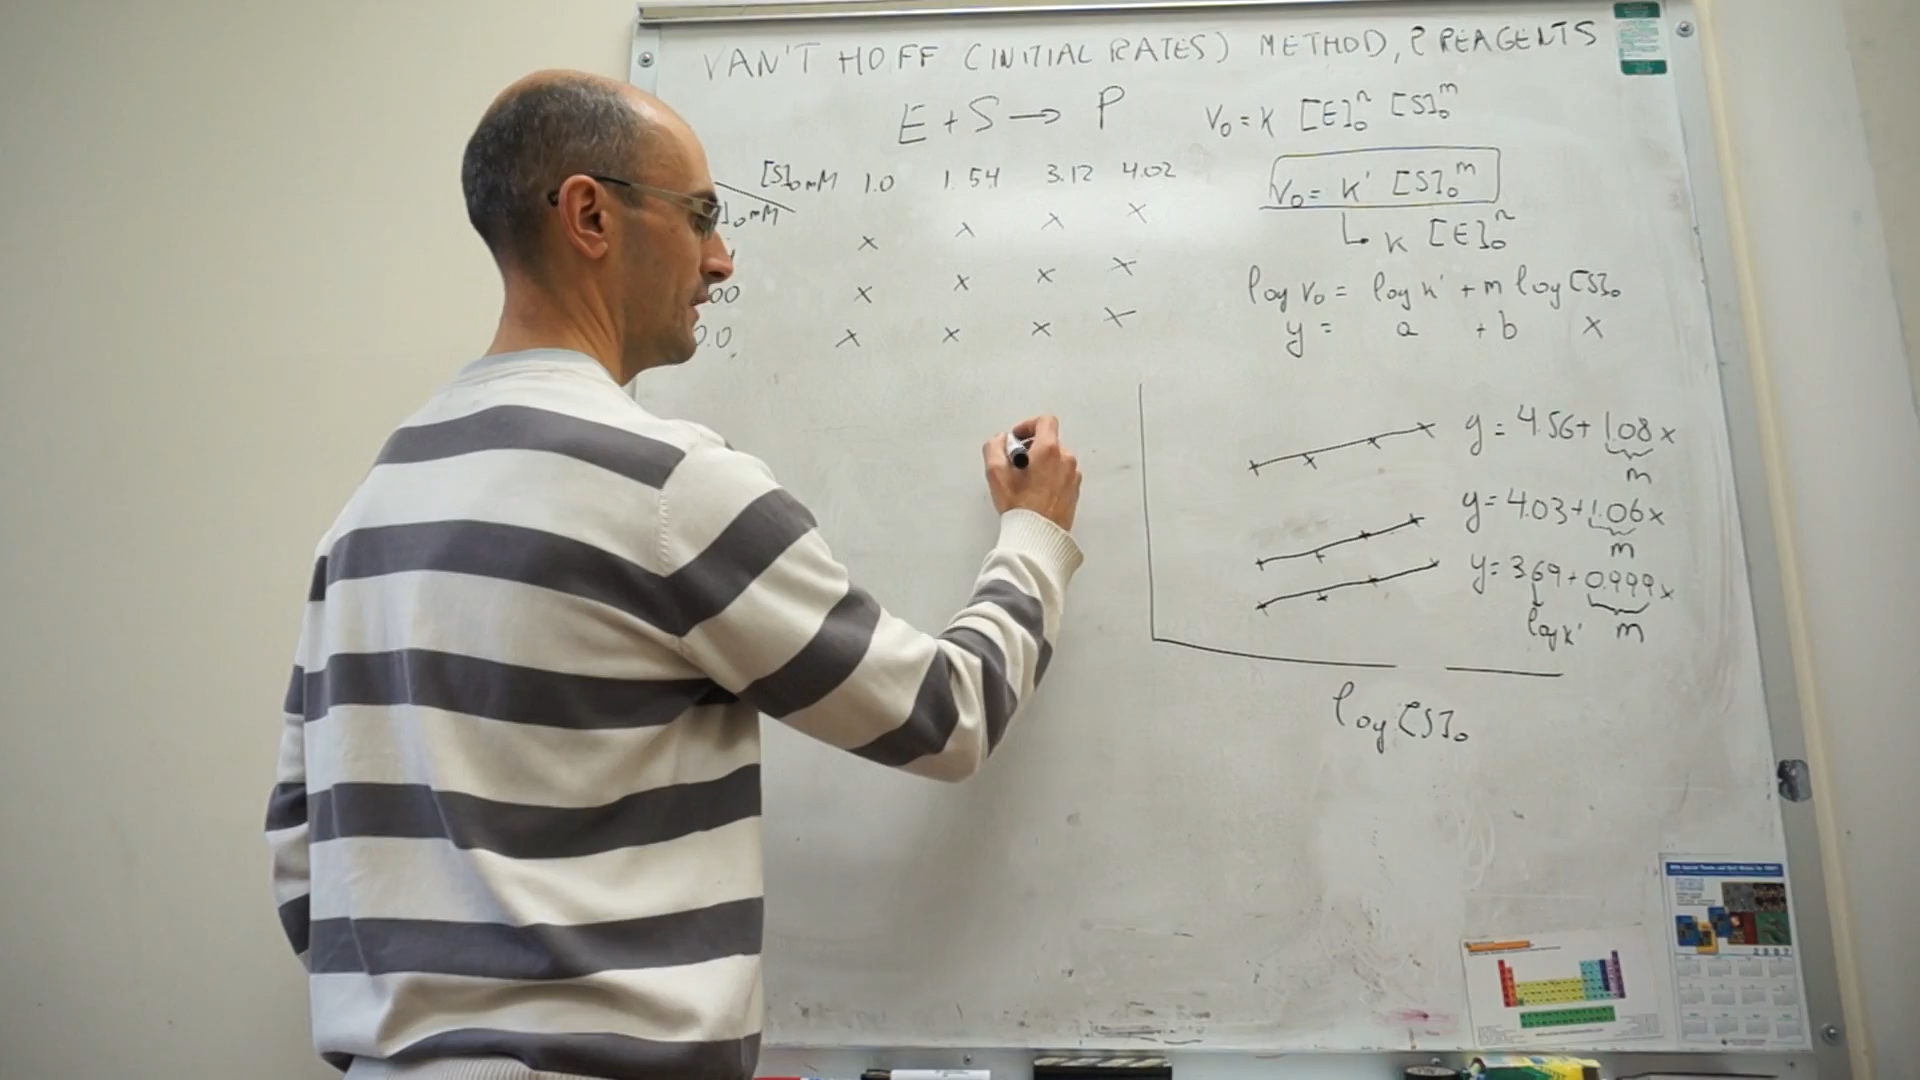 VAN'T HOFF (INITIAL RATES) METHOD, 2 REAGENTS
E + S → P
V₀ = K [E]₀ⁿ [S]₀ᵐ
[S]₀ mM 1.0 1.54 3.12 4.02
]₀ mM
x x x x
00 x x x x
0.0 x x x x
V₀ = K' [S]₀ᵐ
↳ K [E]₀ⁿ
log V₀ = log K' + m log [S]₀
y = a + b x
y = 4.56 + 1.08 x
m
y = 4.03 + 1.06 x
m
y = 3.69 + 0.999 x
log K' m
log [S]₀
2007